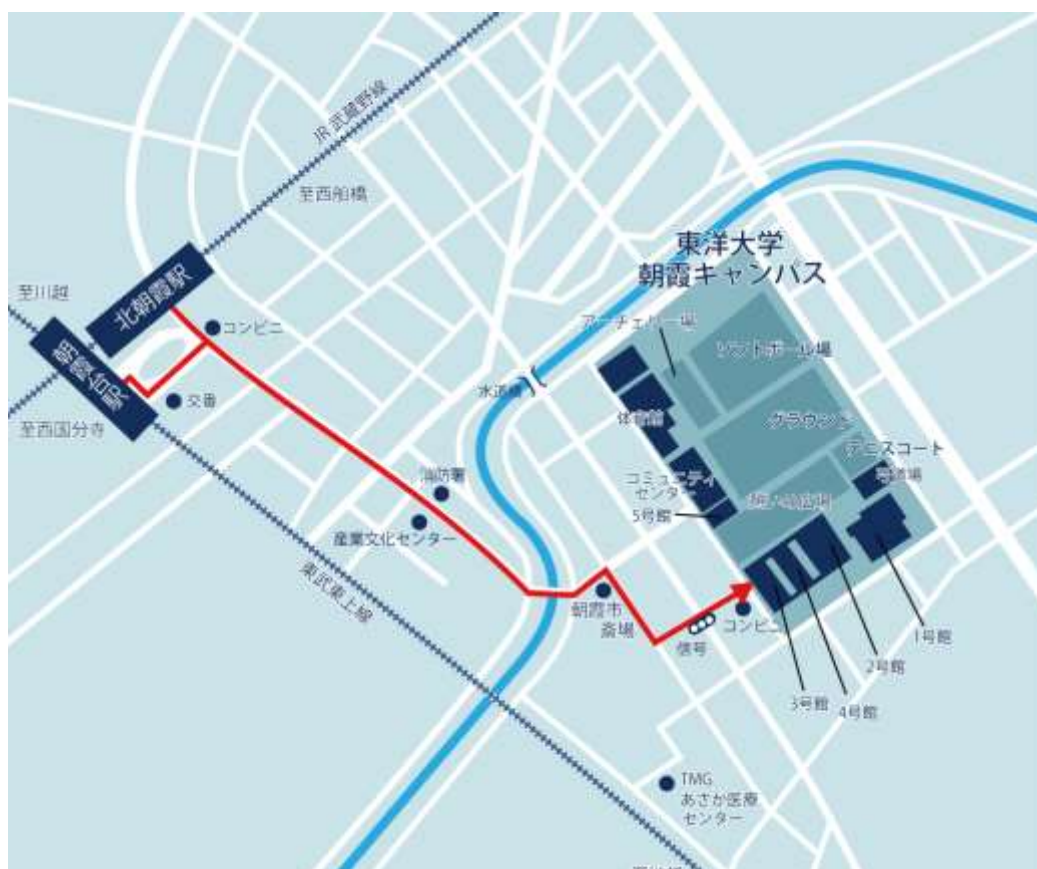 JR 武蔵野線
至西船橋
東洋大学
朝霞キャンパス
至川越
北朝霞駅
コンビニ
アーチェリー場
ソフトボール場
朝霞台駅
交番
水道橋
体育館
グラウンド
至西国分寺
テニスコート
弓道場
消防署
コミュニティ
センター
5号館
産業文化センター
東武東上線
朝霞市
斎場
信号
コンビニ
1号館
2号館
3号館
4号館
TMG
あさか医療
センター